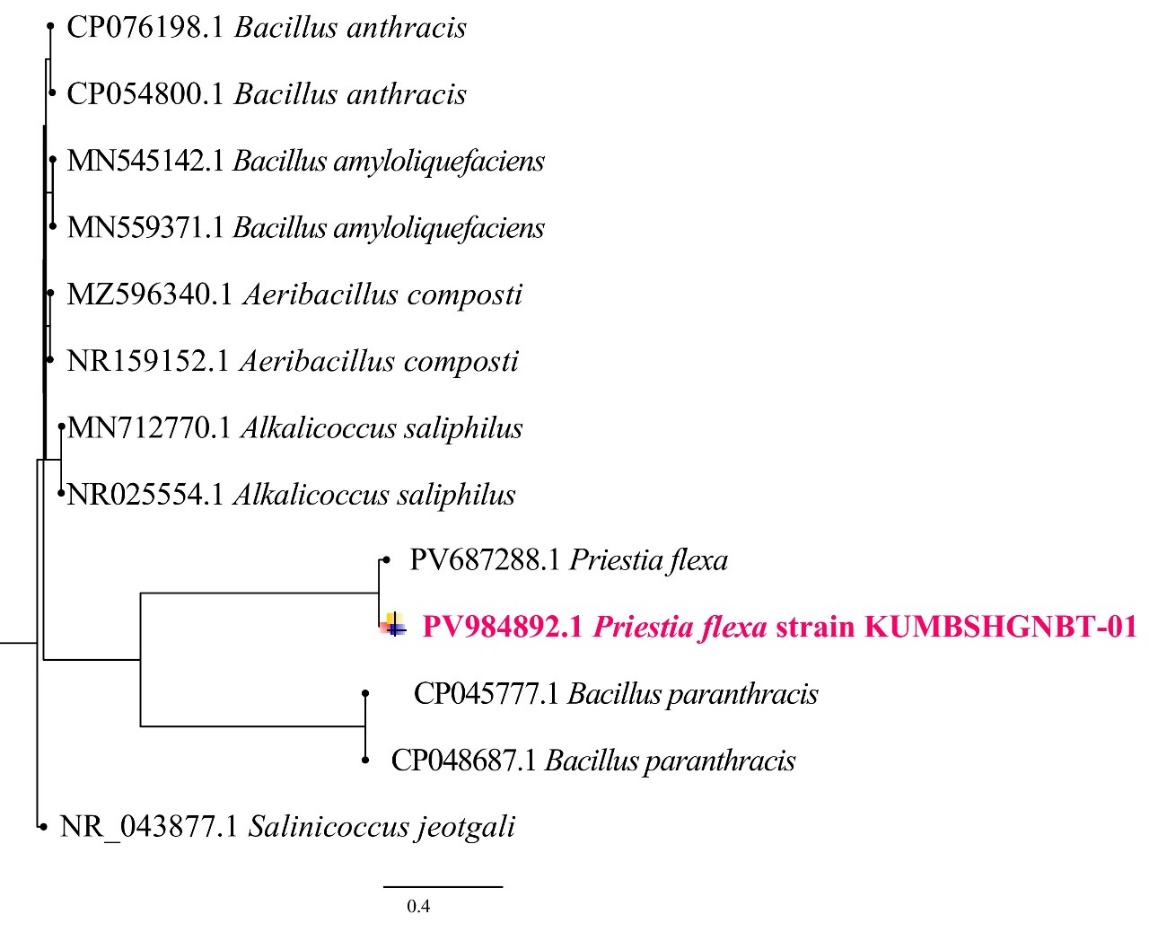 CP076198.1 Bacillus anthracis
CP054800.1 Bacillus anthracis
MN545142.1 Bacillus amyloliquefaciens
MN559371.1 Bacillus amyloliquefaciens
MZ596340.1 Aeribacillus composti
NR159152.1 Aeribacillus composti
MN712770.1 Alkalicoccus saliphilus
NR025554.1 Alkalicoccus saliphilus
PV687288.1 Priestia flexa
PV984892.1 Priestia flexa strain KUMBSHGNBT-01
CP045777.1 Bacillus paranthracis
CP048687.1 Bacillus paranthracis
NR_043877.1 Salinicoccus jeotgali
0.4